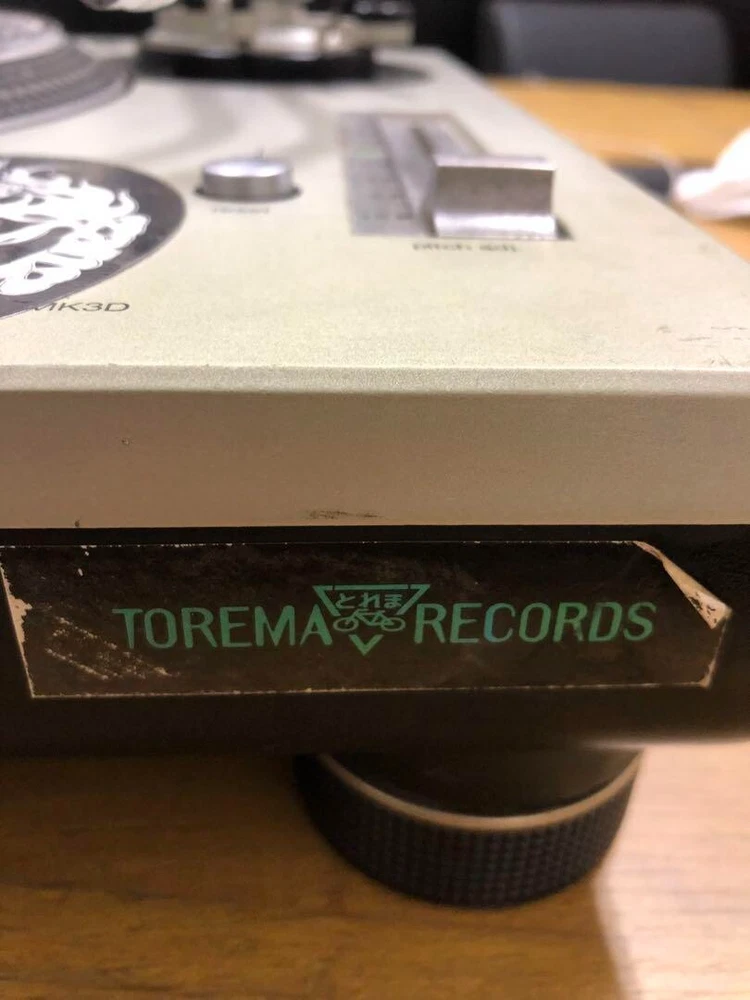 reset
pitch adj.
MK3D
TOREMA とれま RECORDS